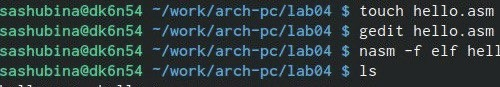 sashubina@dk6n54 ~/work/arch-pc/lab04 $ touch hello.asm
sashubina@dk6n54 ~/work/arch-pc/lab04 $ gedit hello.asm
sashubina@dk6n54 ~/work/arch-pc/lab04 $ nasm -f elf hell
sashubina@dk6n54 ~/work/arch-pc/lab04 $ ls